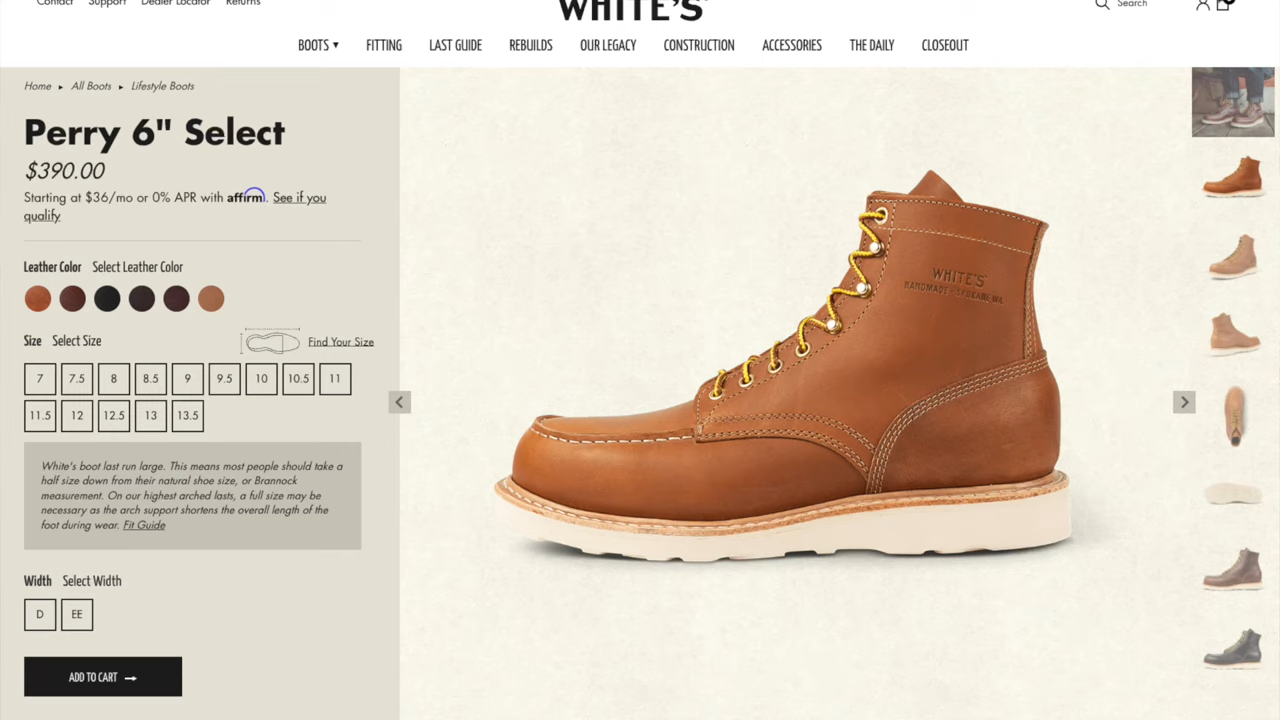 Contact Support Dealer Locator Returns
WHITE'S
Search
BOOTS ▾ FITTING LAST GUIDE REBUILDS OUR LEGACY CONSTRUCTION ACCESSORIES THE DAILY CLOSEOUT
Home ▸ All Boots ▸ Lifestyle Boots
Perry 6" Select
$390.00
Starting at $36/mo or 0% APR with affirm. See if you
qualify
Leather Color Select Leather Color
Size Select Size Find Your Size
7 7.5 8 8.5 9 9.5 10 10.5 11
11.5 12 12.5 13 13.5
White's boot last run large. This means most people should take a
half size down from their natural shoe size, or Brannock
measurement. On our highest arched lasts, a full size may be
necessary as the arch support shortens the overall length of the
foot during wear. Fit Guide
Width Select Width
D EE
ADD TO CART
WHITE'S
HANDMADE - SPOKANE, WA.